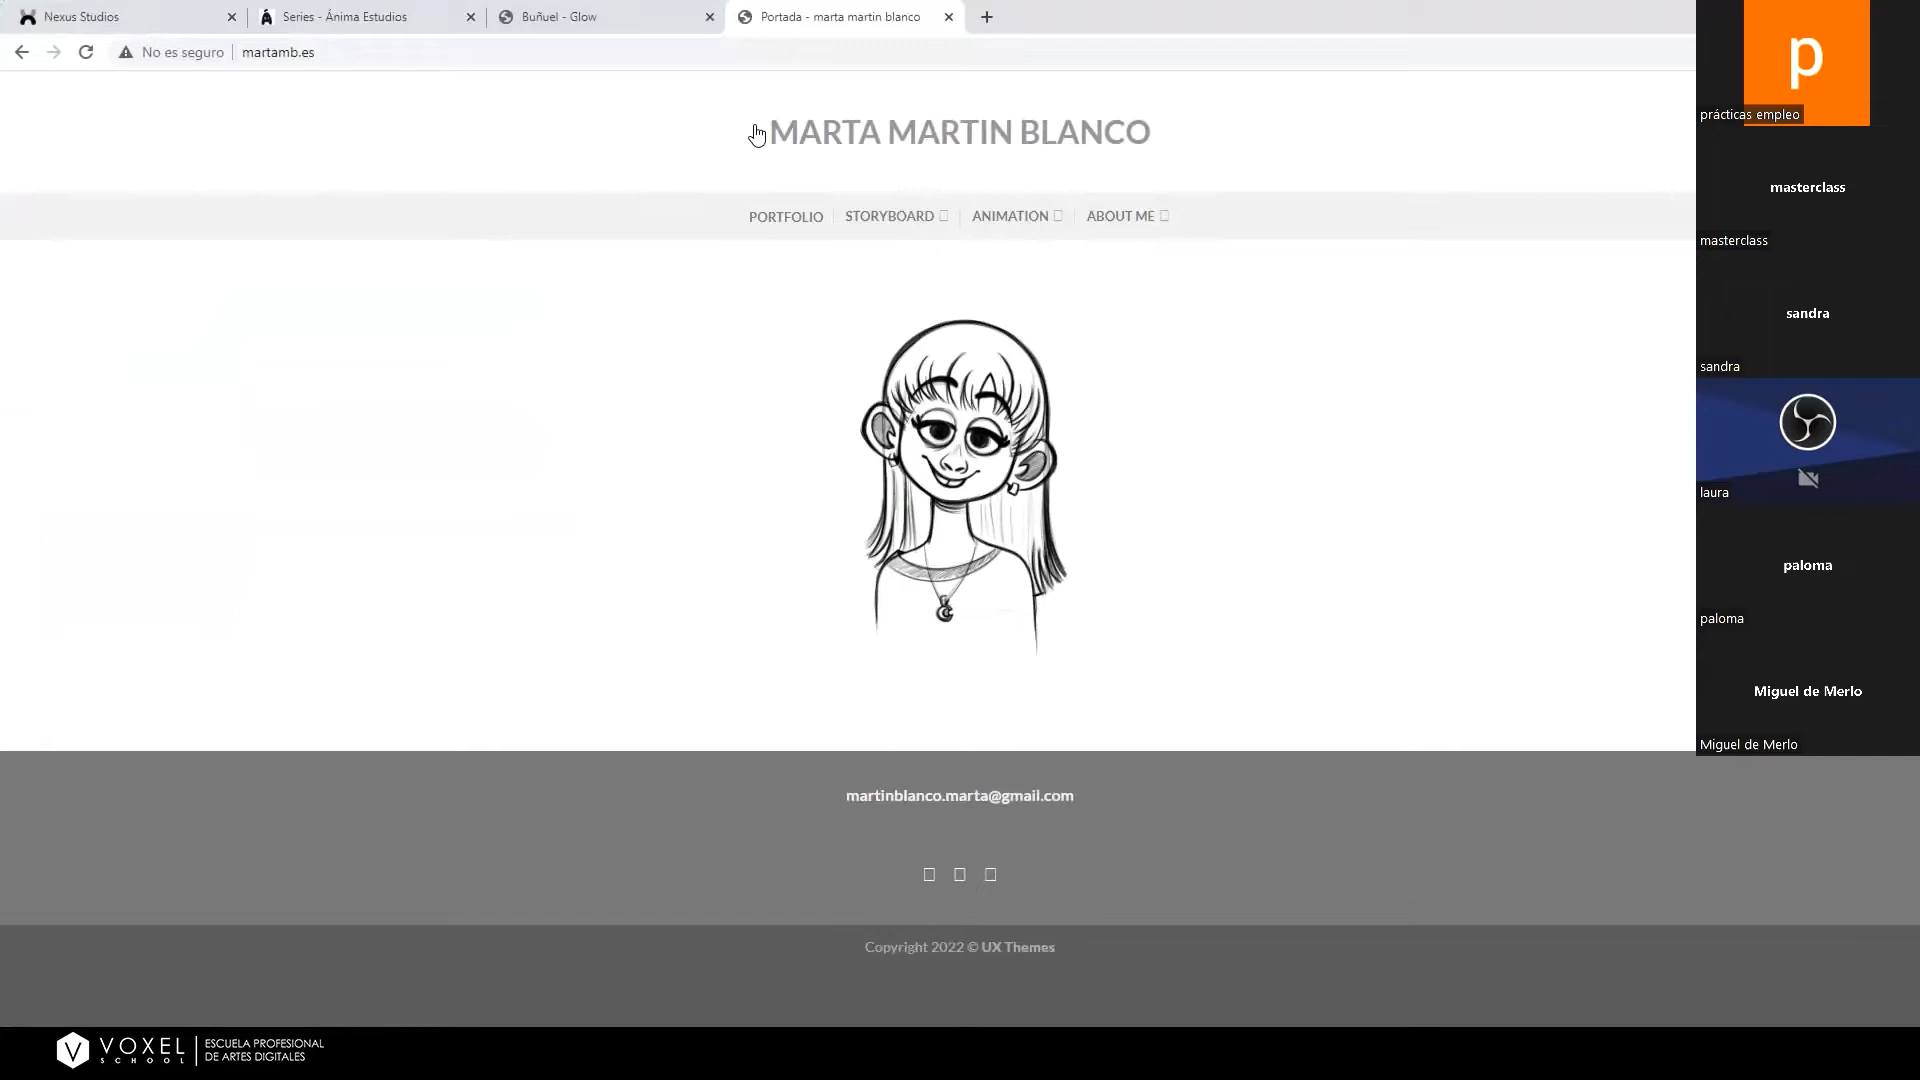 Nexus Studios
Series - Ánima Estudios
Buñuel - Glow
Portada - marta martin blanco
No es seguro
martamb.es
MARTA MARTIN BLANCO
PORTFOLIO
STORYBOARD
ANIMATION
ABOUT ME
martinblanco.marta@gmail.com
Copyright 2022 © UX Themes
p
prácticas empleo
masterclass
masterclass
sandra
sandra
laura
paloma
paloma
Miguel de Merlo
Miguel de Merlo
V VOXEL
SCHOOL
ESCUELA PROFESIONAL
DE ARTES DIGITALES